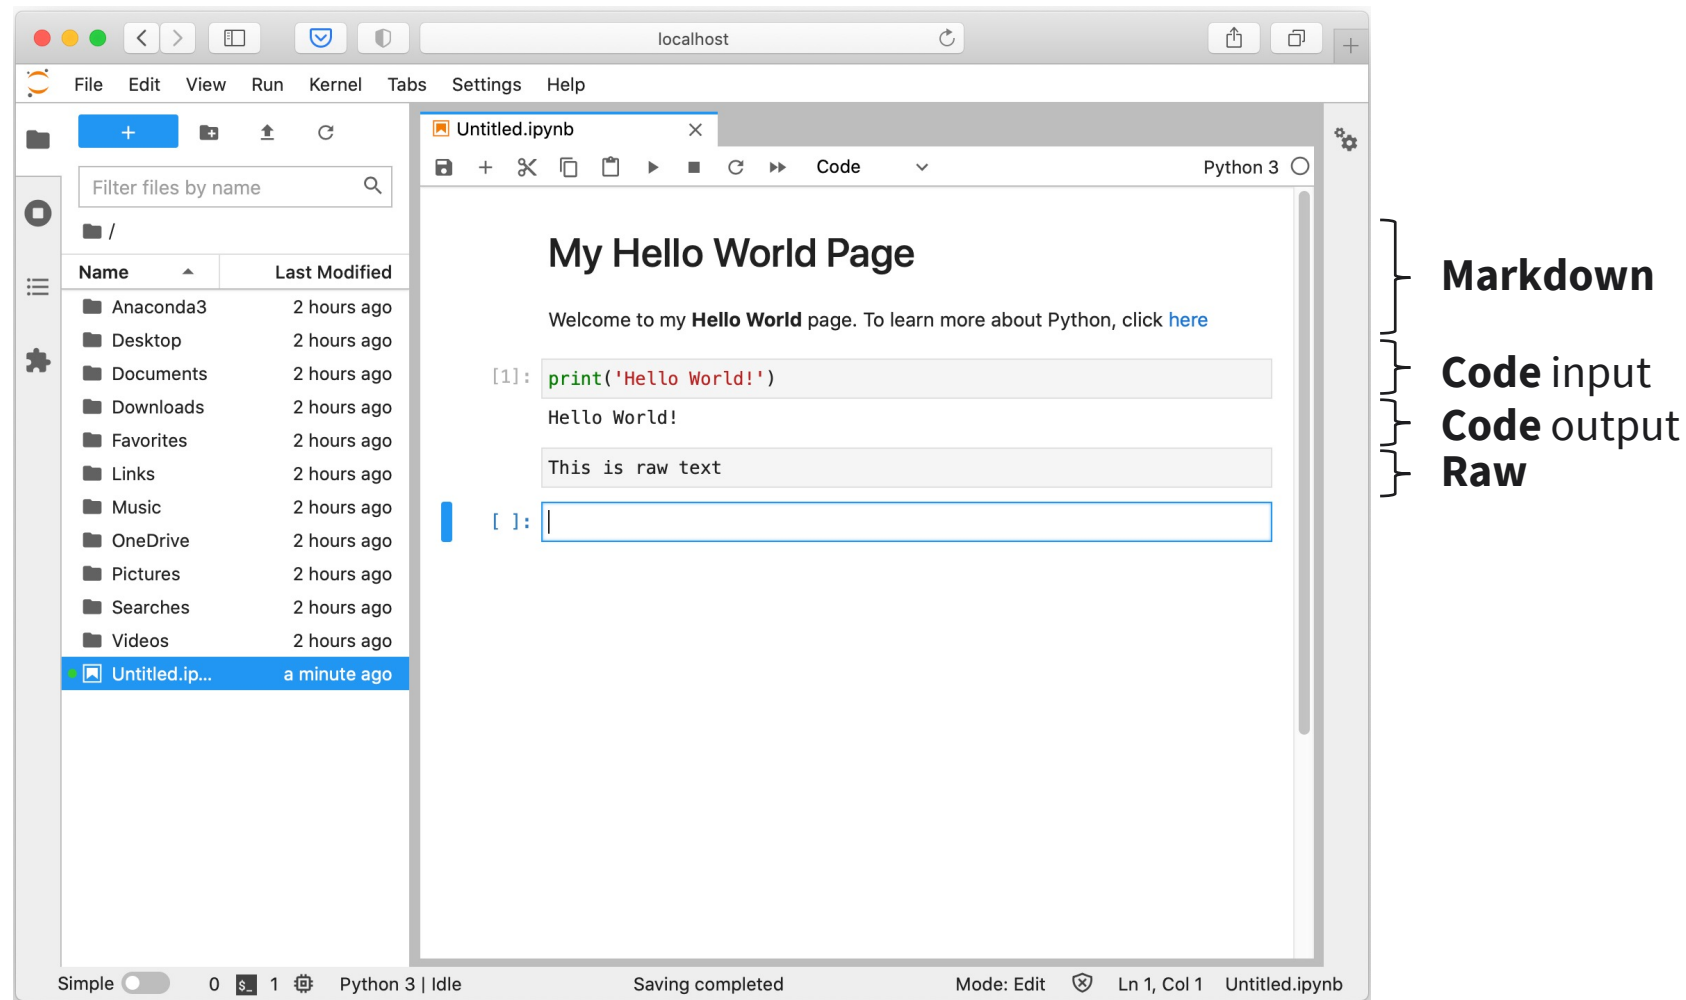 localhost
File Edit View Run Kernel Tabs Settings Help
+
Filter files by name
/
Name Last Modified
Anaconda3 2 hours ago
Desktop 2 hours ago
Documents 2 hours ago
Downloads 2 hours ago
Favorites 2 hours ago
Links 2 hours ago
Music 2 hours ago
OneDrive 2 hours ago
Pictures 2 hours ago
Searches 2 hours ago
Videos 2 hours ago
Untitled.ip... a minute ago
Untitled.ipynb
Code Python 3
My Hello World Page
Welcome to my Hello World page. To learn more about Python, click here
[1]: print('Hello World!')
Hello World!
This is raw text
[ ]:
Markdown
Code input
Code output
Raw
Simple 0 $_ 1 Python 3 | Idle Saving completed Mode: Edit Ln 1, Col 1 Untitled.ipynb